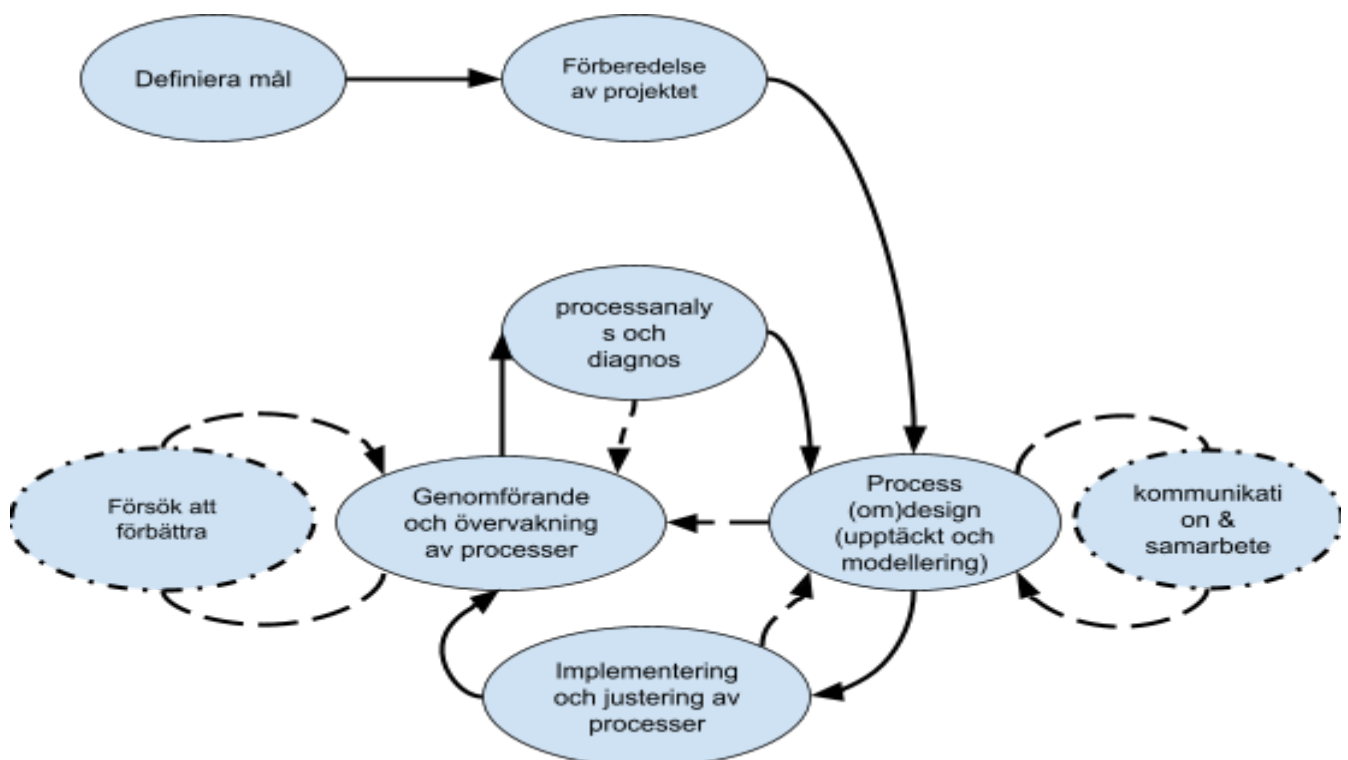 Definiera mål
Förberedelse
av projektet
processanaly
s och
diagnos
Försök att
förbättra
Genomförande
och övervakning
av processer
Process
(om)design
(upptäckt och
modellering)
kommunikati
on &
samarbete
Implementering
och justering av
processer